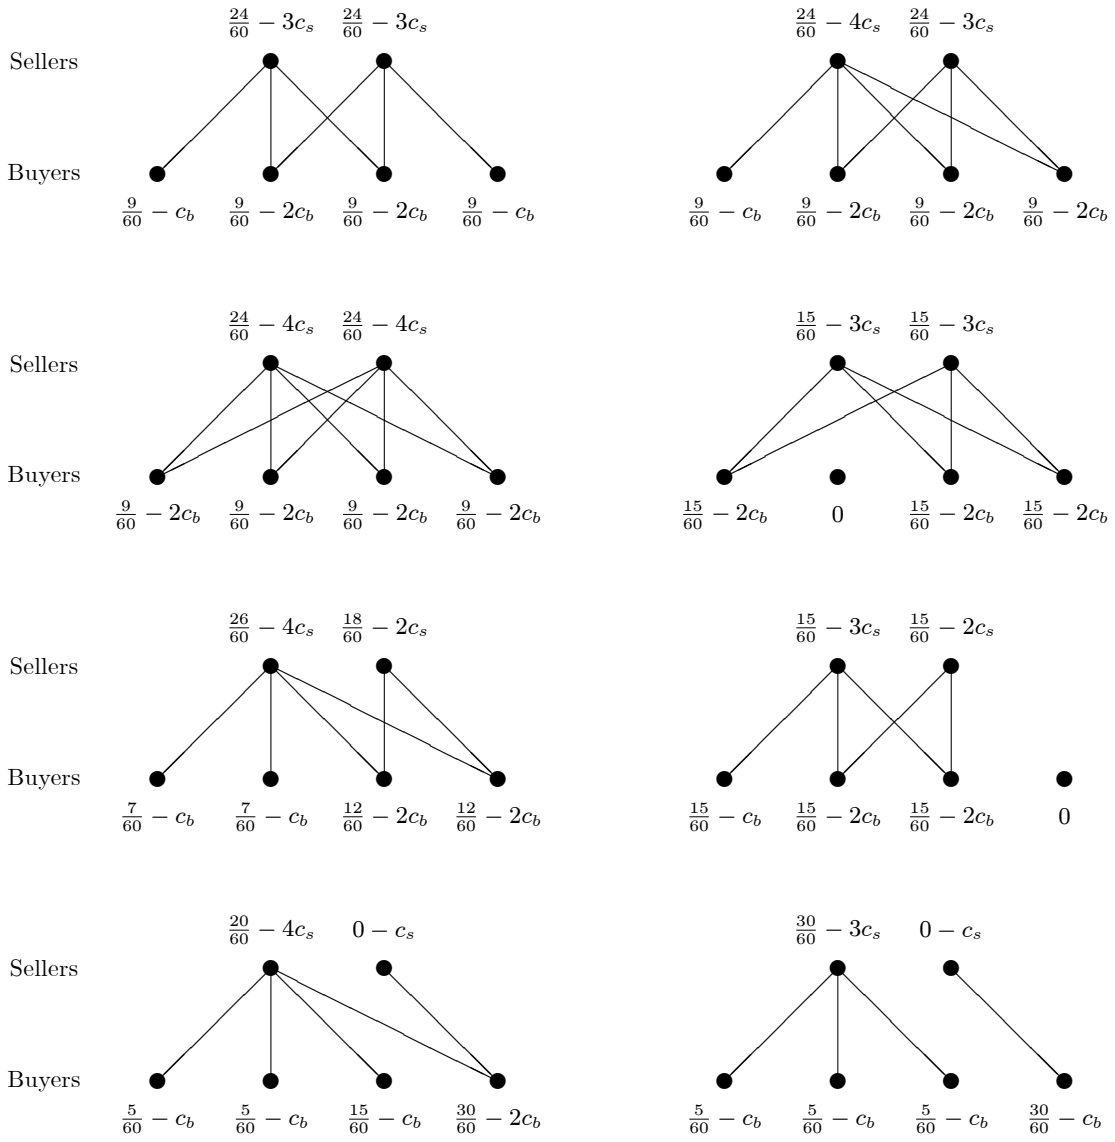 24/60 − 3c_s 24/60 − 3c_s 24/60 − 4c_s 24/60 − 3c_s
Sellers
Buyers
9/60 − c_b 9/60 − 2c_b 9/60 − 2c_b 9/60 − c_b 9/60 − c_b 9/60 − 2c_b 9/60 − 2c_b 9/60 − 2c_b
24/60 − 4c_s 24/60 − 4c_s 15/60 − 3c_s 15/60 − 3c_s
Sellers
Buyers
9/60 − 2c_b 9/60 − 2c_b 9/60 − 2c_b 9/60 − 2c_b 15/60 − 2c_b 0 15/60 − 2c_b 15/60 − 2c_b
26/60 − 4c_s 18/60 − 2c_s 15/60 − 3c_s 15/60 − 2c_s
Sellers
Buyers
7/60 − c_b 7/60 − c_b 12/60 − 2c_b 12/60 − 2c_b 15/60 − c_b 15/60 − 2c_b 15/60 − 2c_b 0
20/60 − 4c_s 0 − c_s 30/60 − 3c_s 0 − c_s
Sellers
Buyers
5/60 − c_b 5/60 − c_b 15/60 − c_b 30/60 − 2c_b 5/60 − c_b 5/60 − c_b 5/60 − c_b 30/60 − c_b